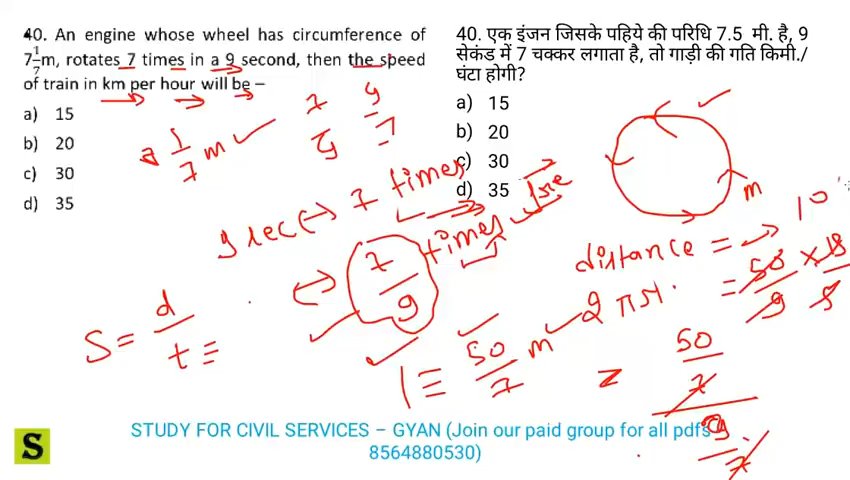 40. An engine whose wheel has circumference of
7 1/7 m, rotates 7 times in a 9 second, then the speed
of train in km per hour will be –
a) 15
b) 20
c) 30
d) 35
40. एक इंजन जिसके पहिये की परिधि 7.5 मी. है, 9
सेकंड में 7 चक्कर लगाता है, तो गाड़ी की गति किमी./
घंटा होगी?
a) 15
b) 20
c) 30
d) 35
1/7 m
7 9
9 7
9 sec ↔ 7 times
7/9 times
S = d/t =
1 ≡ 50/7 m
m
distance = → 10
2πr. = 50/9 × 18/5
50/7
9/7
S
STUDY FOR CIVIL SERVICES – GYAN (Join our paid group for all pdfs
8564880530)